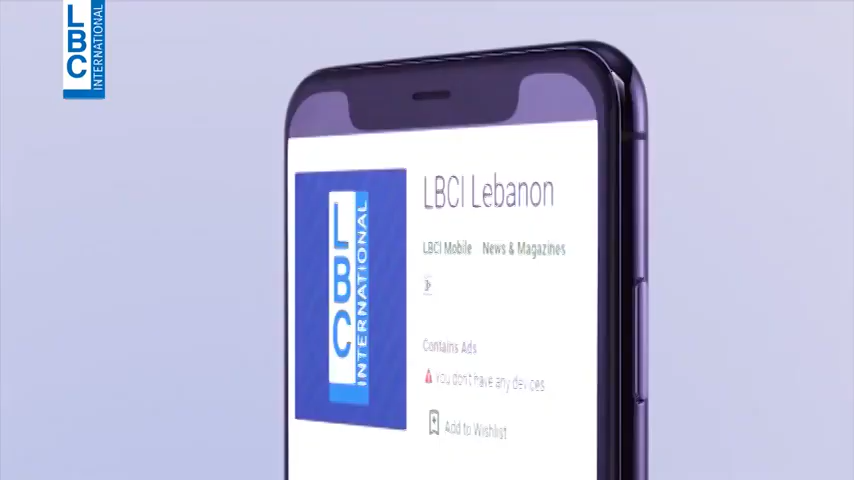 LBC
INTERNATIONAL
LBC
INTERNATIONAL
LBCI Lebanon
LBCI Mobile News & Magazines
Contains Ads
You don't have any devices
Add to Wishlist